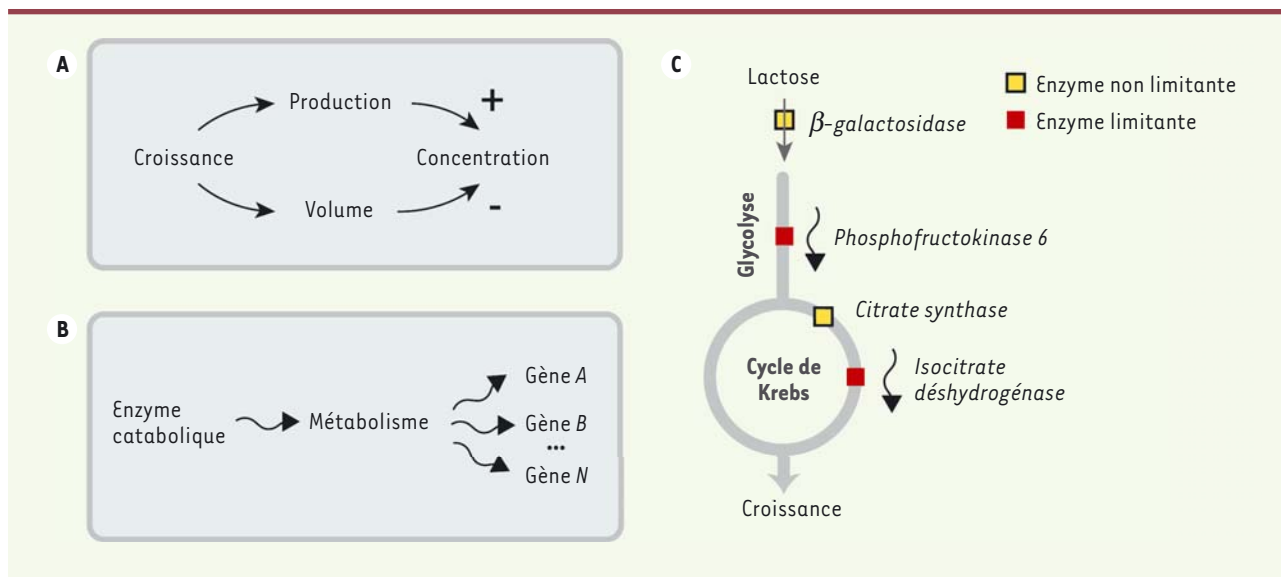 A
Production
+
Croissance
Concentration
Volume
-
B
Enzyme
catabolique
Métabolisme
Gène A
Gène B
...
Gène N
C
Lactose
β-galactosidase
Enzyme non limitante
Enzyme limitante
Glycolyse
Phosphofructokinase 6
Citrate synthase
Cycle de
Krebs
Isocitrate
déshydrogénase
Croissance